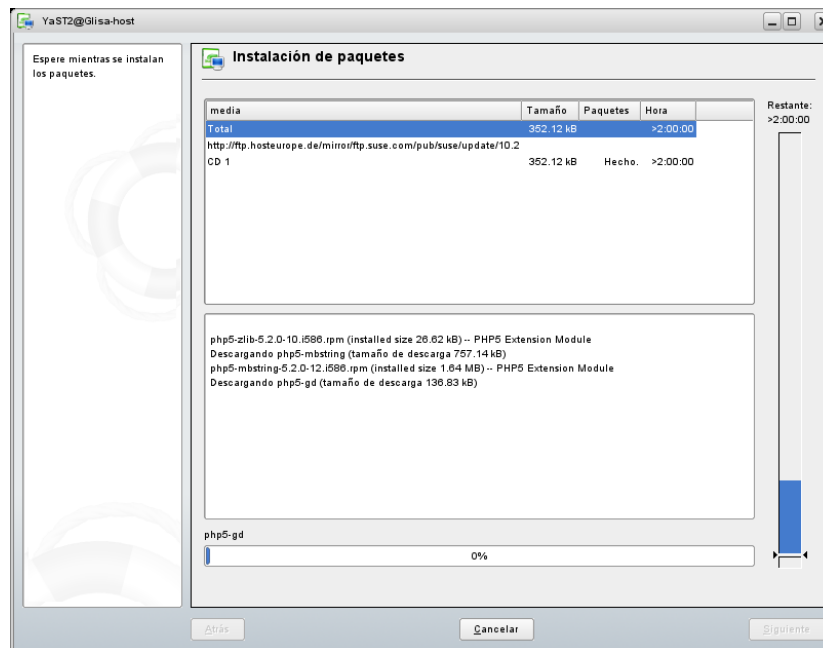 YaST2@Glisa-host
Espere mientras se instalan
los paquetes.
Instalación de paquetes
media Tamaño Paquetes Hora
Total 352.12 kB >2:00:00
http://ftp.hosteurope.de/mirror/ftp.suse.com/pub/suse/update/10.2
CD 1 352.12 kB Hecho. >2:00:00
Restante:
>2:00:00
php5-zlib-5.2.0-10.i586.rpm (installed size 26.62 kB) -- PHP5 Extension Module
Descargando php5-mbstring (tamaño de descarga 757.14 kB)
php5-mbstring-5.2.0-12.i586.rpm (installed size 1.64 MB) -- PHP5 Extension Module
Descargando php5-gd (tamaño de descarga 136.83 kB)
php5-gd
0%
Atrás Cancelar Siguiente